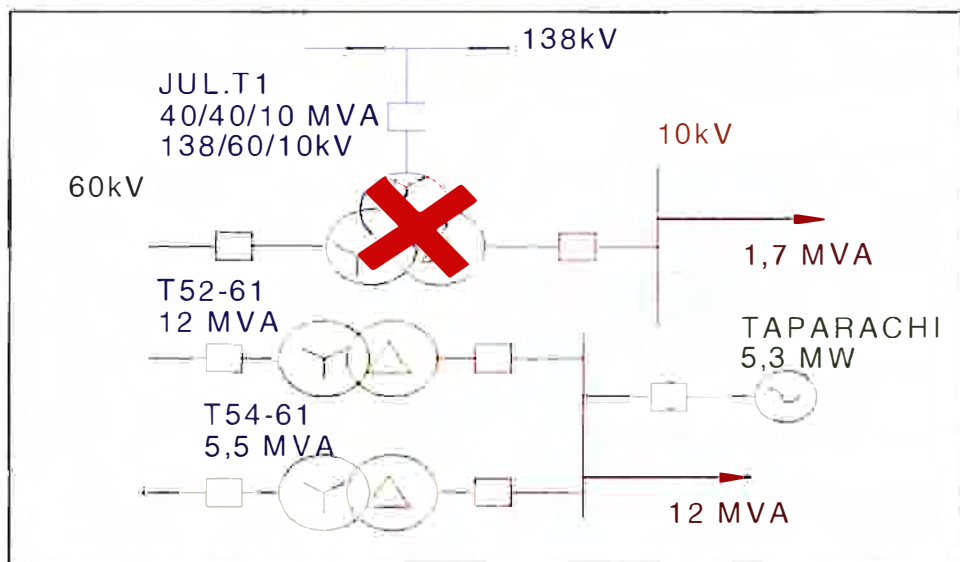 138kV
JUL.T1
40/40/10 MVA
138/60/10kV
10kV
60kV
1,7 MVA
T52-61
12 MVA
TAPARACHI
5,3 MW
T54-61
5,5 MVA
12 MVA